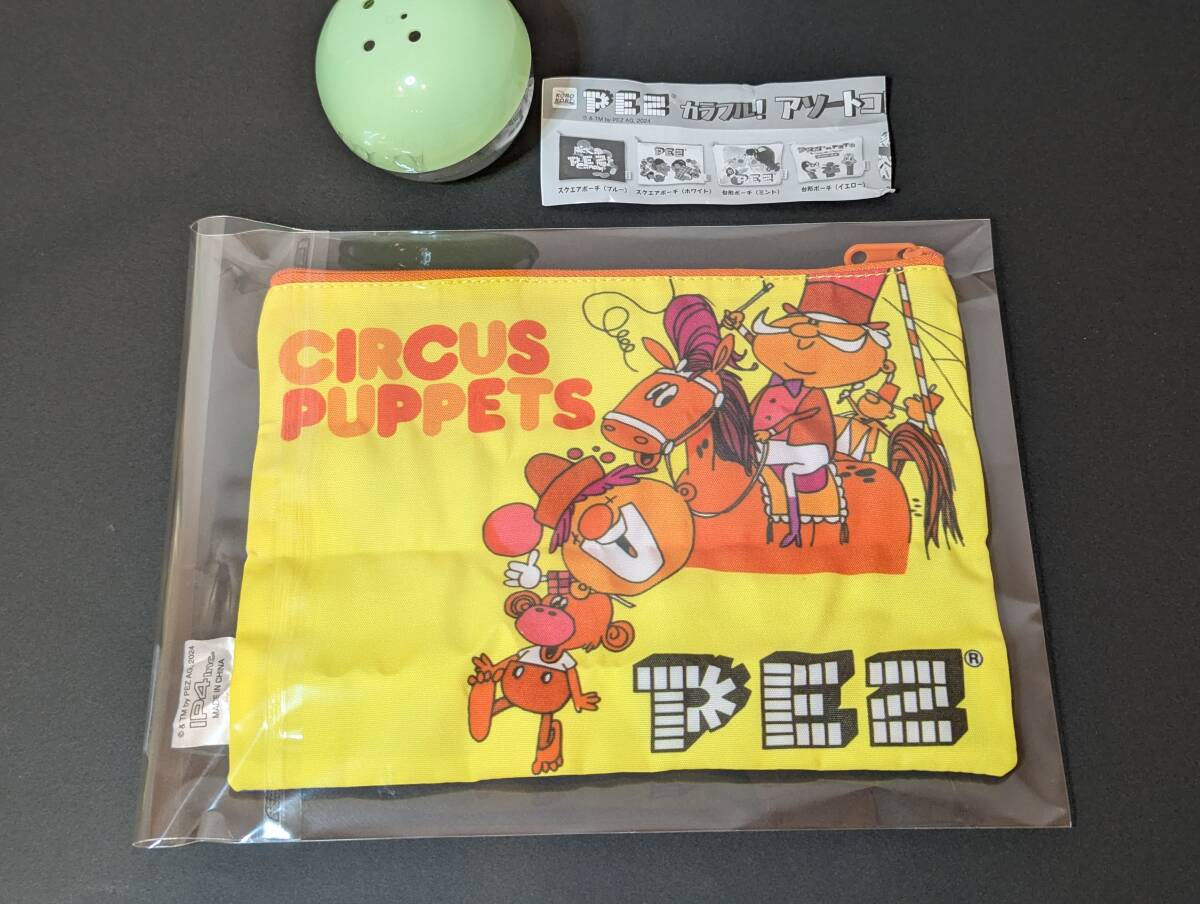 PEZ カラフル! アソートコ
© & TM by PEZ AG, 2024
スクエアポーチ(ブルー) スクエアポーチ(ホワイト) 台形ポーチ(ミント) 台形ポーチ(イエロー)
CIRCUS
PUPPETS
PEZ®
© & TM by PEZ AG, 2024
IP4 INC.
MADE IN CHINA